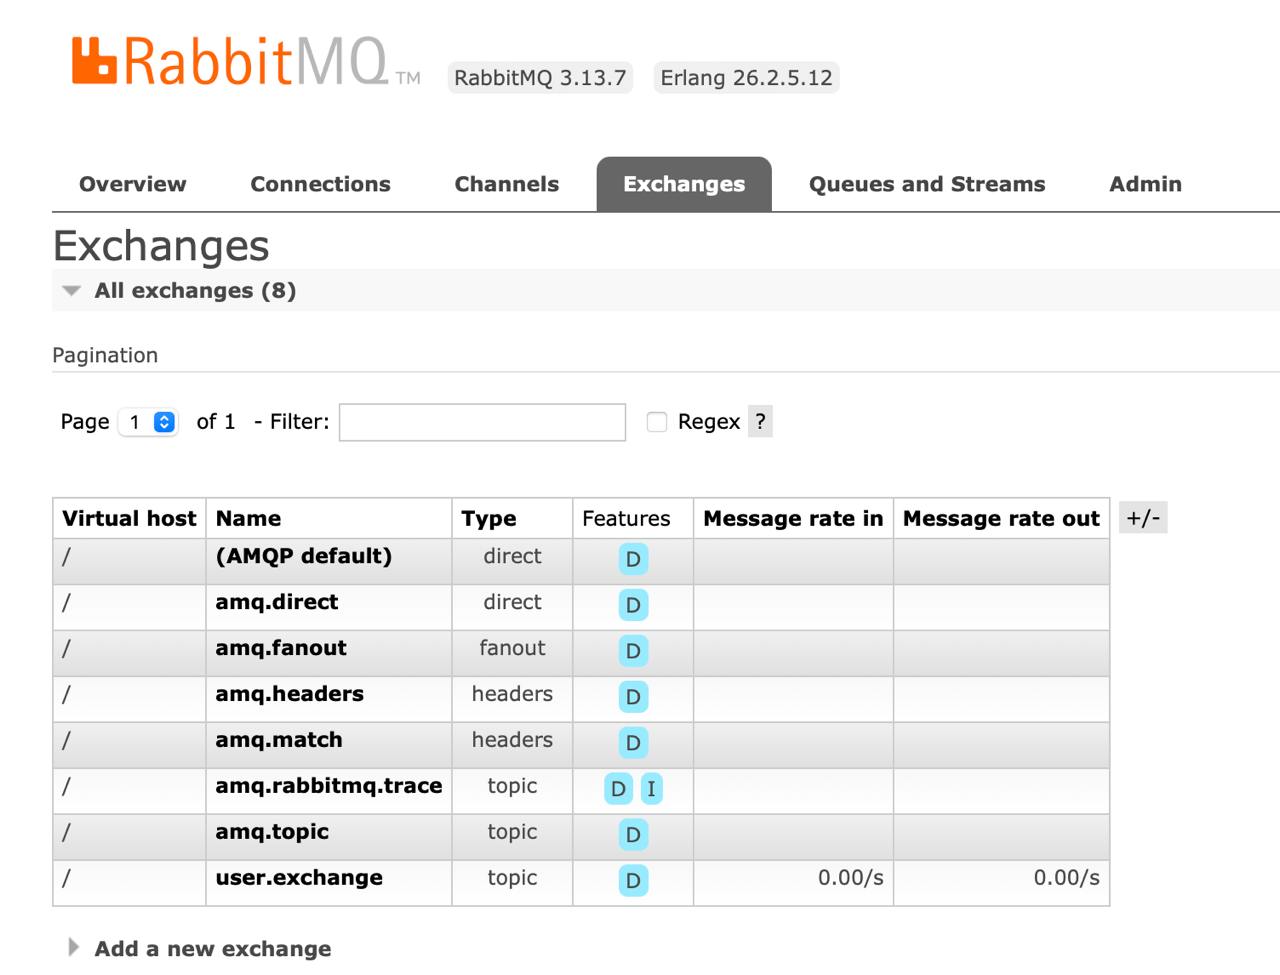 RabbitMQ TM RabbitMQ 3.13.7 Erlang 26.2.5.12
Overview Connections Channels Exchanges Queues and Streams Admin
Exchanges
All exchanges (8)
Pagination
Page 1 of 1 - Filter: Regex ?
Virtual host Name Type Features Message rate in Message rate out +/-
/ (AMQP default) direct D
/ amq.direct direct D
/ amq.fanout fanout D
/ amq.headers headers D
/ amq.match headers D
/ amq.rabbitmq.trace topic D I
/ amq.topic topic D
/ user.exchange topic D 0.00/s 0.00/s
Add a new exchange